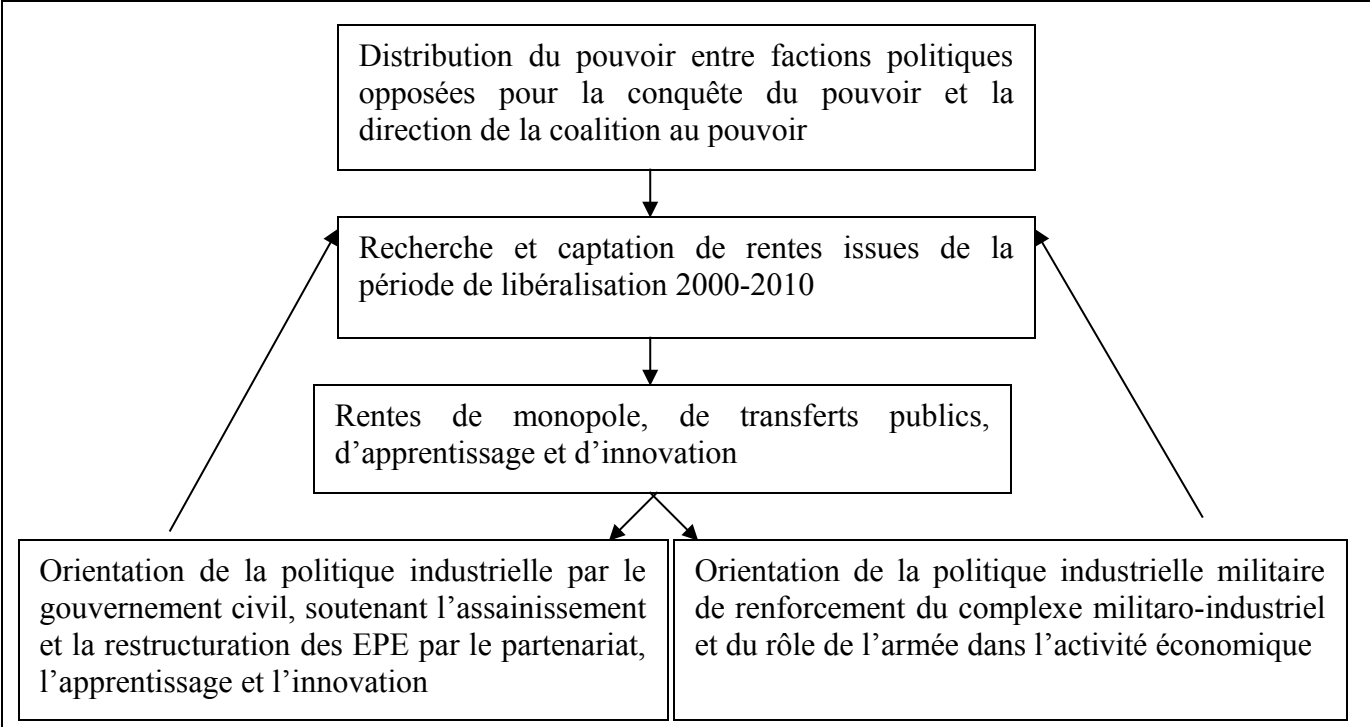 Distribution du pouvoir entre factions politiques
opposées pour la conquête du pouvoir et la
direction de la coalition au pouvoir
Recherche et captation de rentes issues de la
période de libéralisation 2000-2010
Rentes de monopole, de transferts publics,
d’apprentissage et d’innovation
Orientation de la politique industrielle par le
gouvernement civil, soutenant l’assainissement
et la restructuration des EPE par le partenariat,
l’apprentissage et l’innovation
Orientation de la politique industrielle militaire
de renforcement du complexe militaro-industriel
et du rôle de l’armée dans l’activité économique